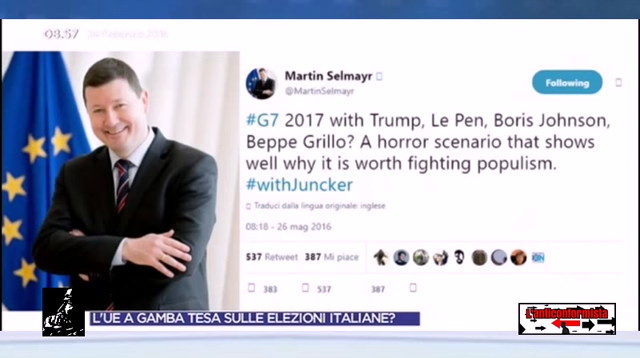 08.57
Martin Selmayr
@MartinSelmayr
Following
#G7 2017 with Trump, Le Pen, Boris Johnson,
Beppe Grillo? A horror scenario that shows
well why it is worth fighting populism.
#withJuncker
Traduci dalla lingua originale: inglese
08:18 - 26 mag 2016
537 Retweet 387 Mi piace
383 537 387
L'UE A GAMBA TESA SULLE ELEZIONI ITALIANE?
L'anticonformista